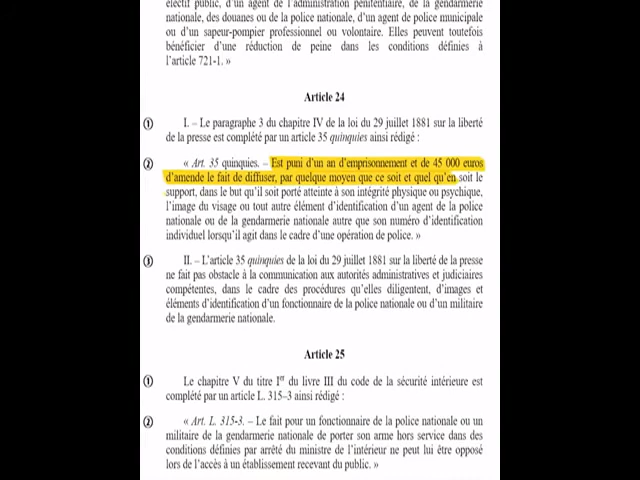 électif public, d'un agent de l'administration pénitentiaire, de la gendarmerie
nationale, des douanes ou de la police nationale, d'un agent de police municipale
ou d'un sapeur-pompier professionnel ou volontaire. Elles peuvent toutefois
bénéficier d'une réduction de peine dans les conditions définies à
l'article 721-1. »
Article 24
① I. – Le paragraphe 3 du chapitre IV de la loi du 29 juillet 1881 sur la liberté
de la presse est complété par un article 35 quinquies ainsi rédigé :
② « Art. 35 quinquies. – Est puni d'un an d'emprisonnement et de 45 000 euros
d'amende le fait de diffuser, par quelque moyen que ce soit et quel qu'en soit le
support, dans le but qu'il soit porté atteinte à son intégrité physique ou psychique,
l'image du visage ou tout autre élément d'identification d'un agent de la police
nationale ou de la gendarmerie nationale autre que son numéro d'identification
individuel lorsqu'il agit dans le cadre d'une opération de police. »
③ II. – L'article 35 quinquies de la loi du 29 juillet 1881 sur la liberté de la presse
ne fait pas obstacle à la communication aux autorités administratives et judiciaires
compétentes, dans le cadre des procédures qu'elles diligentent, d'images et
éléments d'identification d'un fonctionnaire de la police nationale ou d'un militaire
de la gendarmerie nationale.
Article 25
① Le chapitre V du titre Ier du livre III du code de la sécurité intérieure est
complété par un article L. 315-3 ainsi rédigé :
② « Art. L. 315-3. – Le fait pour un fonctionnaire de la police nationale ou un
militaire de la gendarmerie nationale de porter son arme hors service dans des
conditions définies par arrêté du ministre de l'intérieur ne peut lui être opposé
lors de l'accès à un établissement recevant du public. »